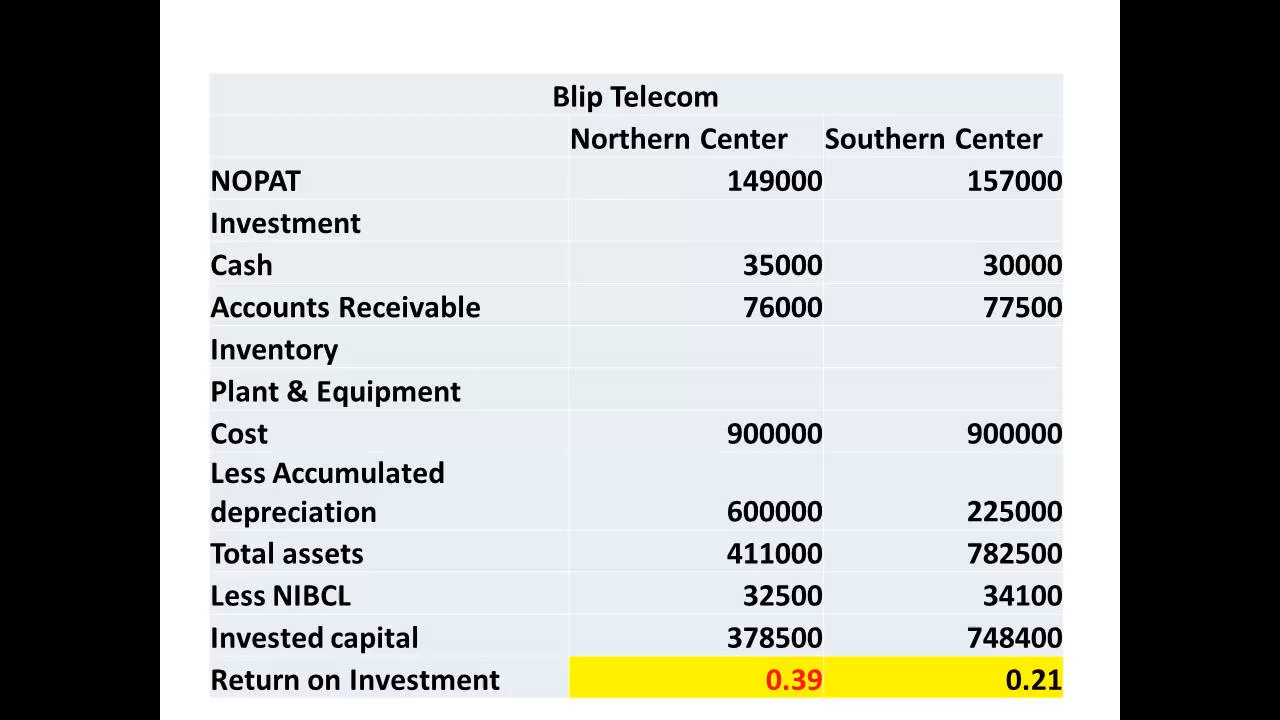 Blip Telecom
Northern Center Southern Center
NOPAT 149000 157000
Investment
Cash 35000 30000
Accounts Receivable 76000 77500
Inventory
Plant & Equipment
Cost 900000 900000
Less Accumulated
depreciation 600000 225000
Total assets 411000 782500
Less NIBCL 32500 34100
Invested capital 378500 748400
Return on Investment 0.39 0.21